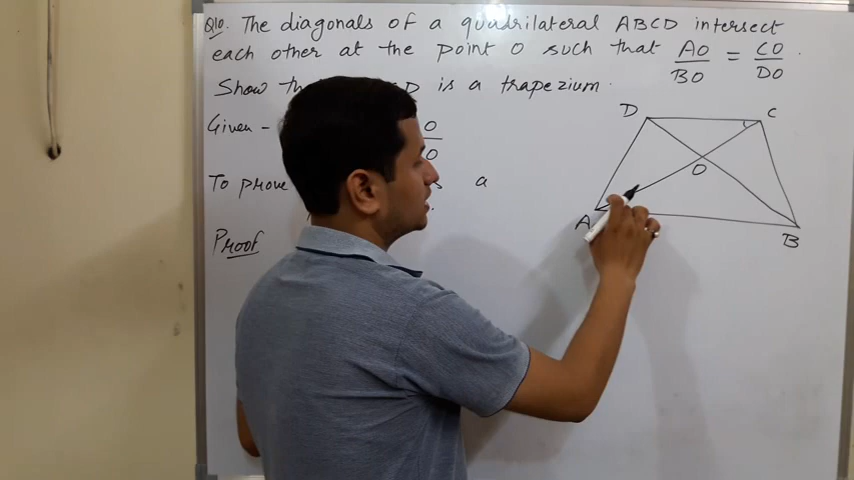 Q10. The diagonals of a quadrilateral ABCD intersect
each other at the point O such that AO/BO = CO/DO.
Show D is a trapezium.
Given - O/O
To prove a
Proof
D C
O
A B